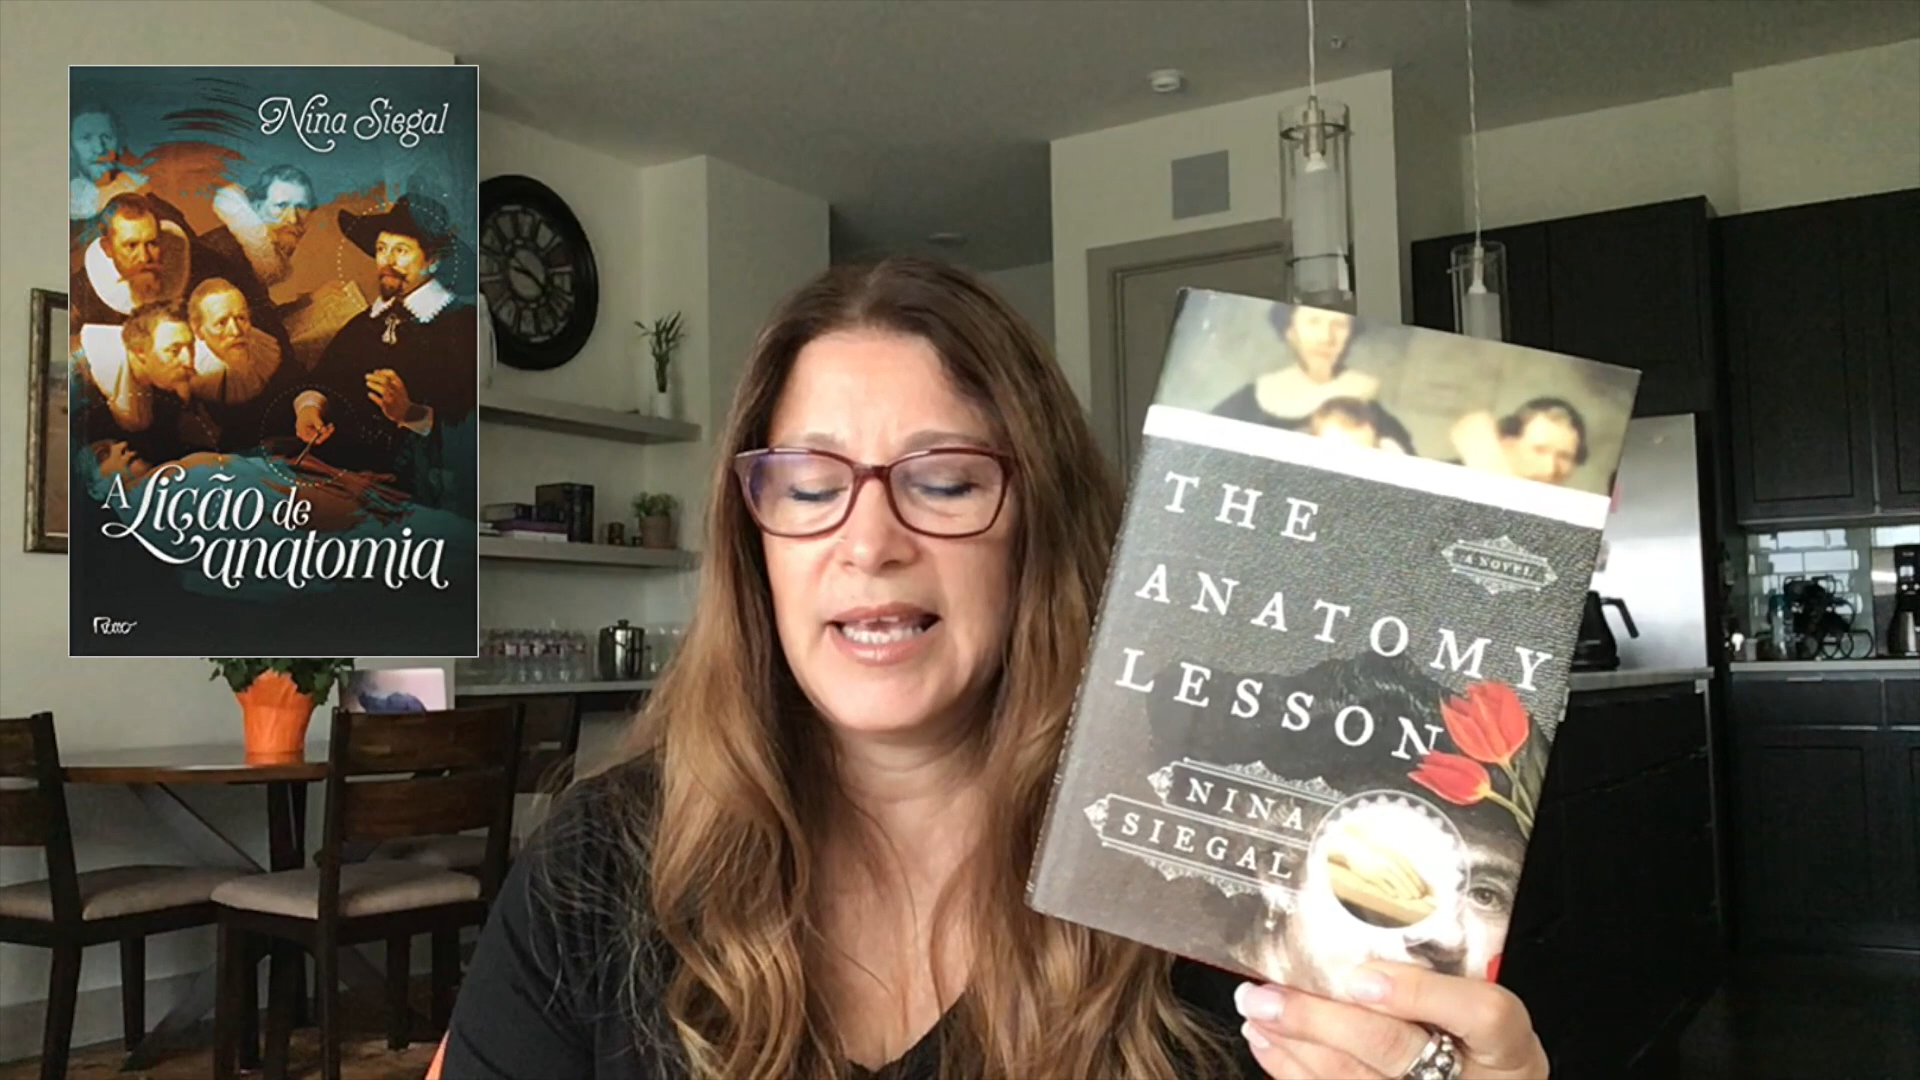 Nina Siegal
A Lição de
anatomia
Rocco
THE
A NOVEL
ANATOMY
LESSON
NINA
SIEGAL